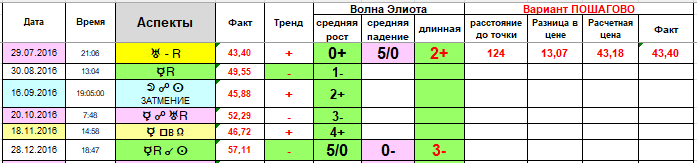 Волна Элиота Вариант ПОШАГОВО
Дата Время Аспекты Факт Тренд средняя рост средняя падение длинная расстояние до точки Разница в цене Расчетная цена Факт
29.07.2016 21:06 ♅ - R 43,40 + 0+ 5/0 2+ 124 13,07 43,18 43,40
30.08.2016 13:04 ☿R 49,55 - 1-
16.09.2016 19:05:00 ☽ ☍ ☉ ЗАТМЕНИЕ 45,88 + 2+
20.10.2016 7:48 ☿ ☍ ♅R 52,29 - 3-
18.11.2016 14:58 ☿ □ в ☊ 46,72 + 4+
28.12.2016 18:47 ☿R ☌ ☉ 57,11 - 5/0 0- 3-